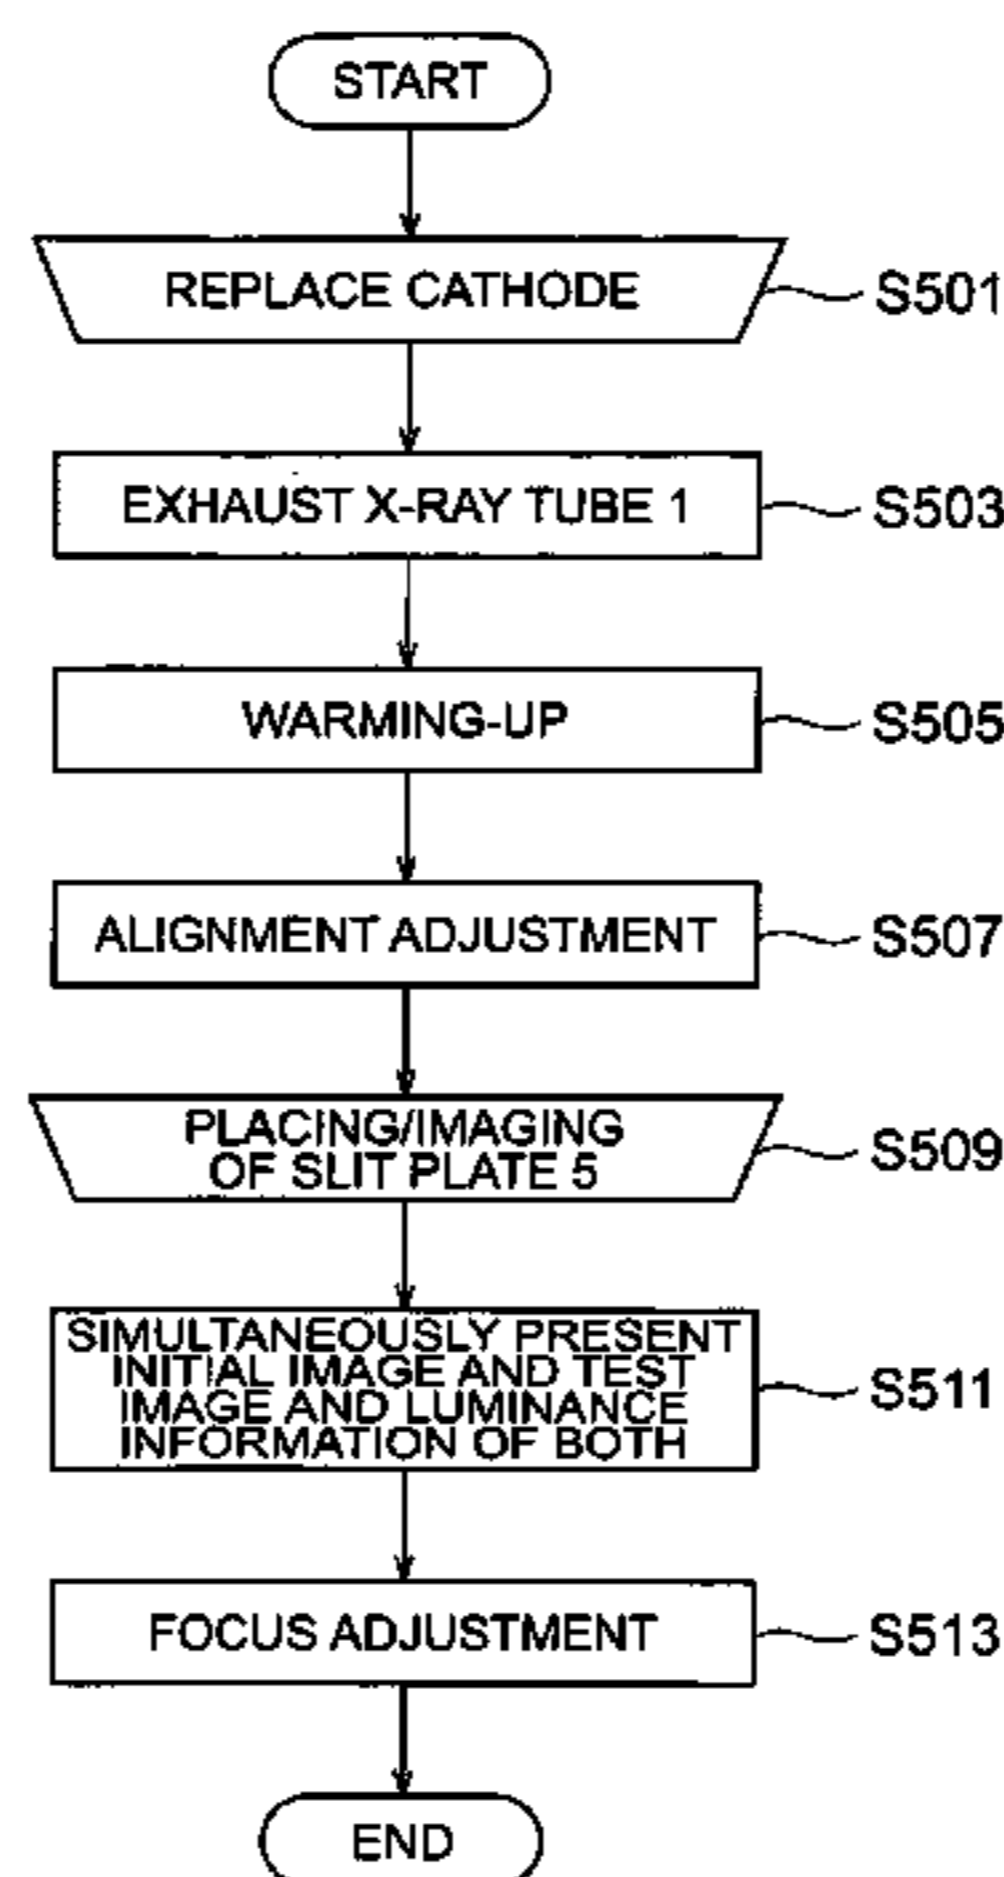 START
REPLACE CATHODE
S501
EXHAUST X-RAY TUBE 1
S503
WARMING-UP
S505
ALIGNMENT ADJUSTMENT
S507
PLACING/IMAGING
OF SLIT PLATE 5
S509
SIMULTANEOUSLY PRESENT
INITIAL IMAGE AND TEST
IMAGE AND LUMINANCE
INFORMATION OF BOTH
S511
FOCUS ADJUSTMENT
S513
END